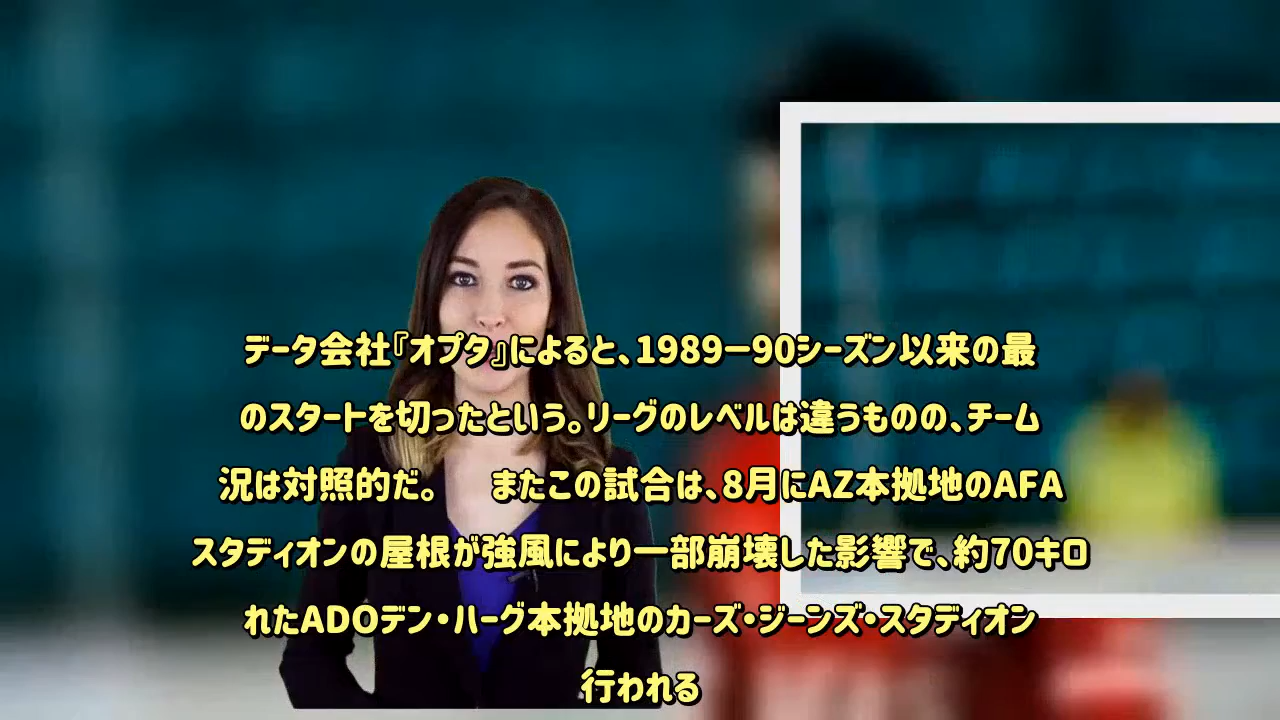 データ会社『オプタ』によると、1989ー90シーズン以来の最
のスタートを切ったという。リーグのレベルは違うものの、チーム
況は対照的だ。　またこの試合は、8月にAZ本拠地のAFA
スタディオンの屋根が強風により一部崩壊した影響で、約70キロ
れたADOデン・ハーグ本拠地のカーズ・ジーンズ・スタディオン
行われる